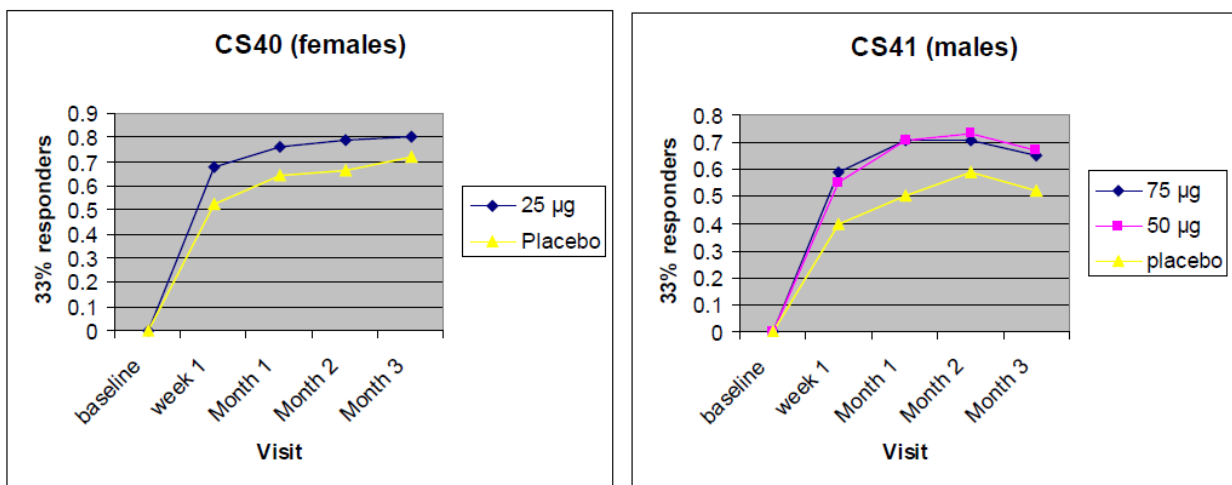 CS40 (females)
33% responders
0.9
0.8
0.7
0.6
0.5
0.4
0.3
0.2
0.1
0
baseline
week 1
Month 1
Month 2
Month 3
Visit
25 µg
Placebo
CS41 (males)
33% responders
0.8
0.7
0.6
0.5
0.4
0.3
0.2
0.1
0
baseline
week 1
Month 1
Month 2
Month 3
Visit
75 µg
50 µg
placebo